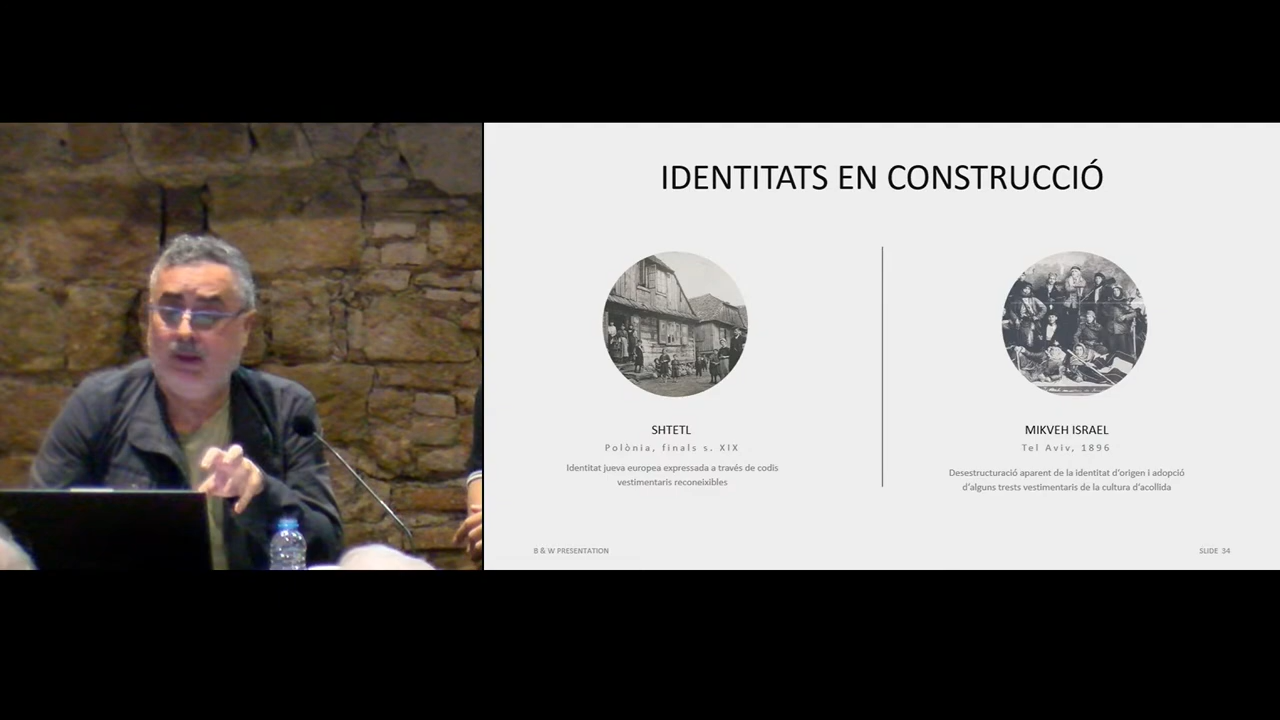 IDENTITATS EN CONSTRUCCIÓ
SHTETL
Polònia, finals s. XIX
Identitat jueva europea expressada a través de codis
vestimentaris reconeixibles
MIKVEH ISRAEL
Tel Aviv, 1896
Desestructuració aparent de la identitat d'origen i adopció
d'alguns trests vestimentaris de la cultura d'acollida
B & W PRESENTATION
SLIDE 34